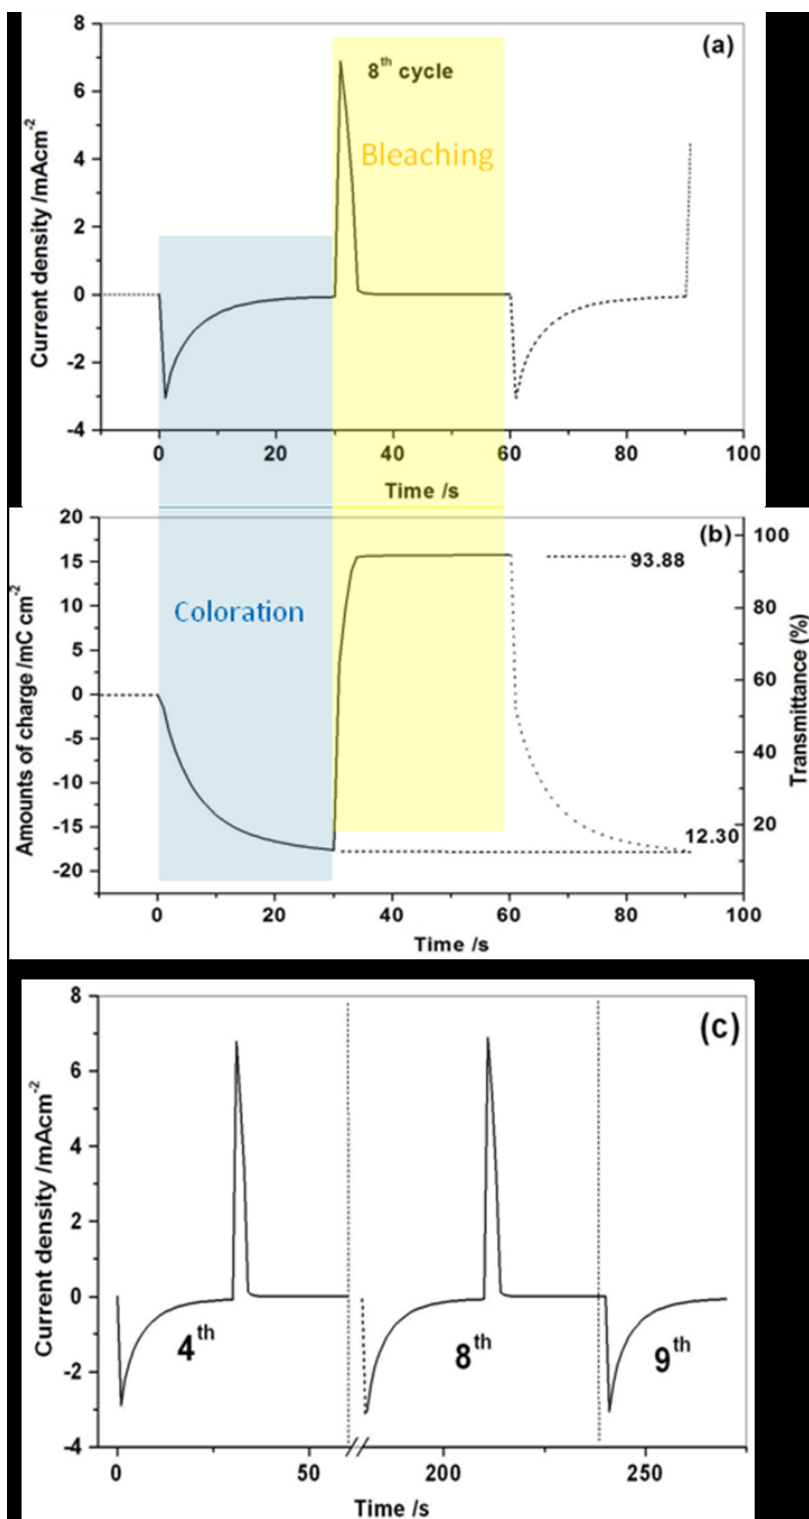 (a)
8th cycle
Bleaching
Current density /mAcm-2
8
6
4
2
0
-2
-4
0 20 40 60 80 100
Time /s
(b)
Coloration
93.88
12.30
Amounts of charge /mC cm-2
20
15
10
5
0
-5
-10
-15
-20
Transmittance (%)
100
80
60
40
20
0 20 40 60 80 100
Time /s
(c)
4th
8th
9th
Current density /mAcm-2
8
6
4
2
0
-2
-4
0 50 200 250
Time /s